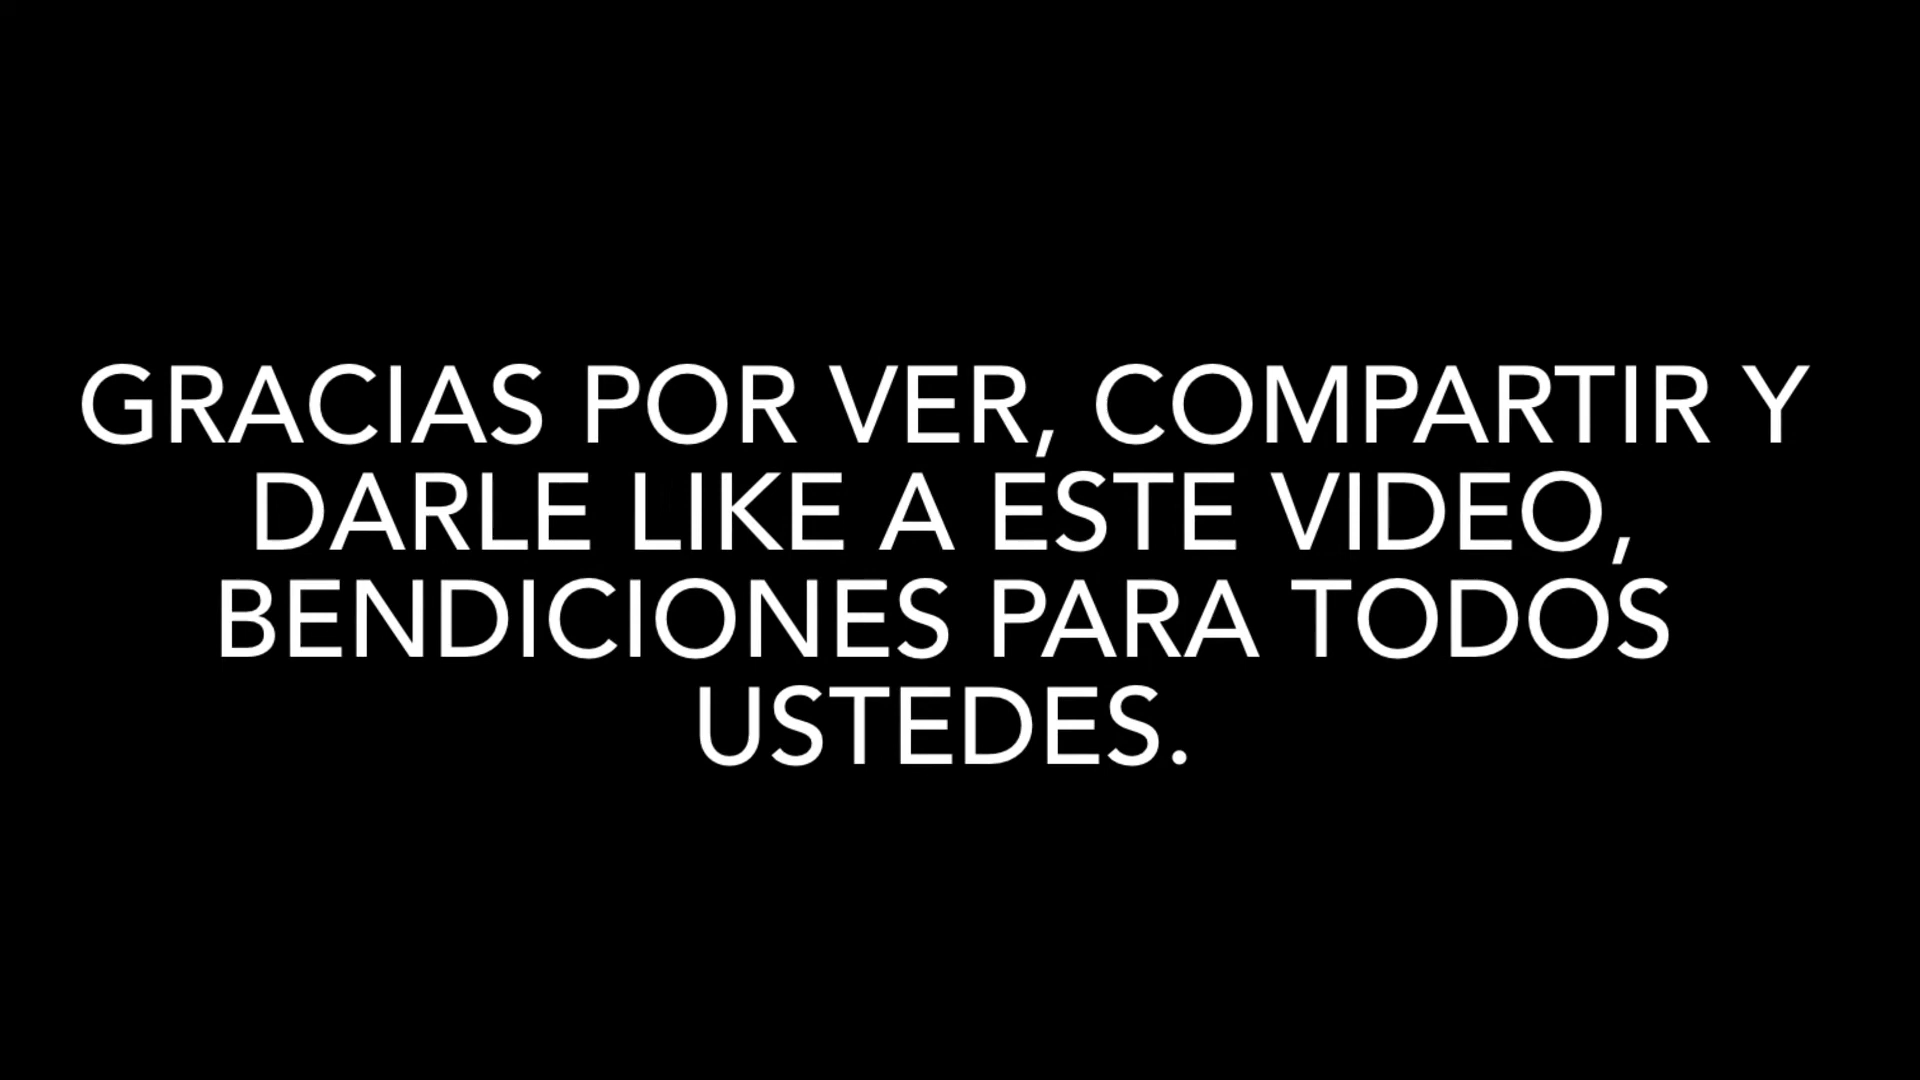 GRACIAS POR VER, COMPARTIR Y
DARLE LIKE A ESTE VIDEO,
BENDICIONES PARA TODOS
USTEDES.